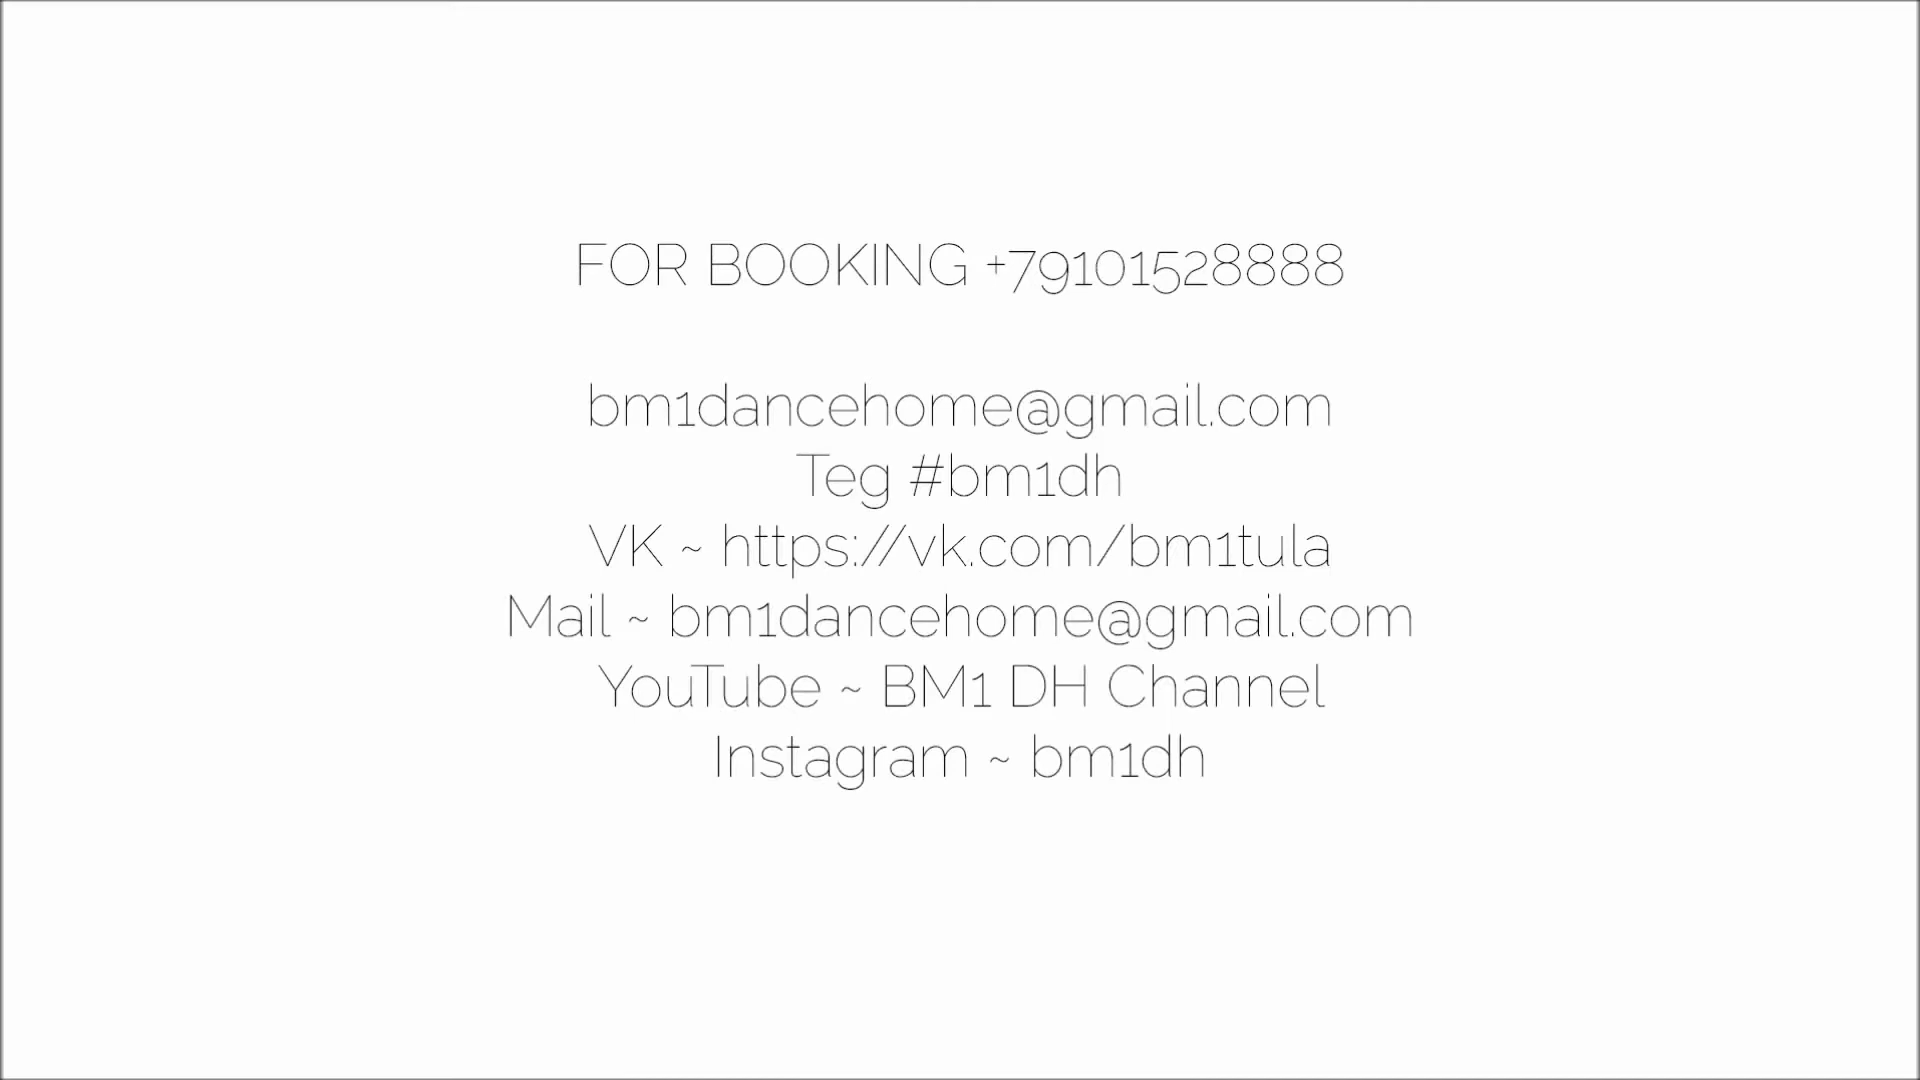 FOR BOOKING +79101528888
bm1dancehome@gmail.com
Teg #bm1dh
VK ~ https://vk.com/bm1tula
Mail ~ bm1dancehome@gmail.com
YouTube ~ BM1 DH Channel
Instagram ~ bm1dh